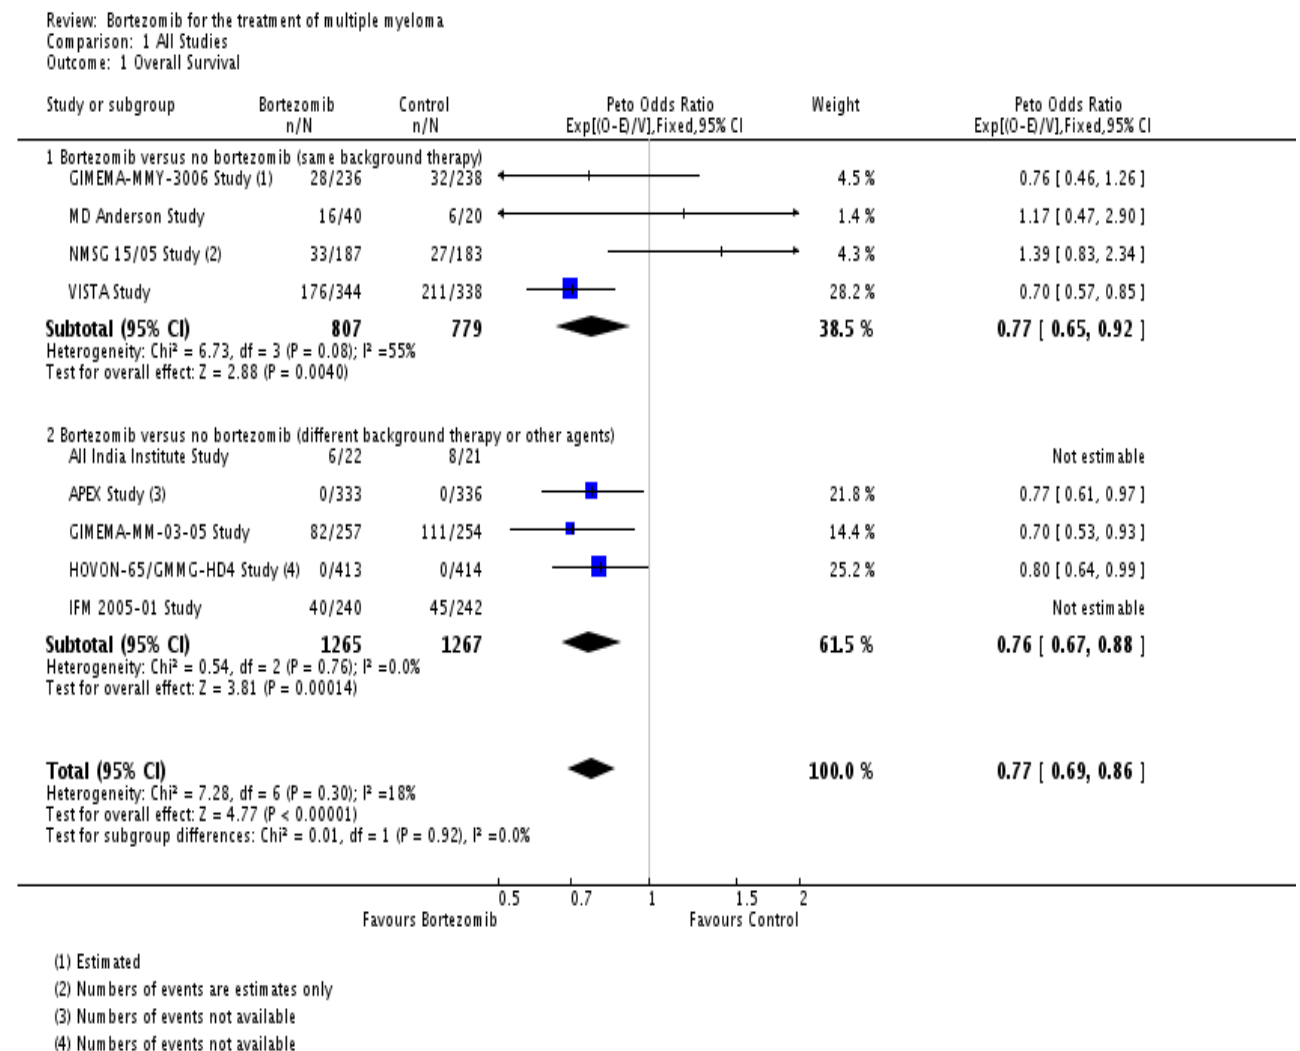 Review: Bortezomib for the treatment of multiple myeloma
Comparison: 1 All Studies
Outcome: 1 Overall Survival
Study or subgroup Bortezomib Control Peto Odds Ratio Weight Peto Odds Ratio
n/N n/N Exp[(O-E)/V],Fixed,95% CI Exp[(O-E)/V],Fixed,95% CI
1 Bortezomib versus no bortezomib (same background therapy)
GIMEMA-MMY-3006 Study (1) 28/236 32/238 4.5 % 0.76 [ 0.46, 1.26 ]
MD Anderson Study 16/40 6/20 1.4 % 1.17 [ 0.47, 2.90 ]
NMSG 15/05 Study (2) 33/187 27/183 4.3 % 1.39 [ 0.83, 2.34 ]
VISTA Study 176/344 211/338 28.2 % 0.70 [ 0.57, 0.85 ]
Subtotal (95% CI) 807 779 38.5 % 0.77 [ 0.65, 0.92 ]
Heterogeneity: Chi² = 6.73, df = 3 (P = 0.08); I² =55%
Test for overall effect: Z = 2.88 (P = 0.0040)
2 Bortezomib versus no bortezomib (different background therapy or other agents)
All India Institute Study 6/22 8/21 Not estimable
APEX Study (3) 0/333 0/336 21.8 % 0.77 [ 0.61, 0.97 ]
GIMEMA-MM-03-05 Study 82/257 111/254 14.4 % 0.70 [ 0.53, 0.93 ]
HOVON-65/GMMG-HD4 Study (4) 0/413 0/414 25.2 % 0.80 [ 0.64, 0.99 ]
IFM 2005-01 Study 40/240 45/242 Not estimable
Subtotal (95% CI) 1265 1267 61.5 % 0.76 [ 0.67, 0.88 ]
Heterogeneity: Chi² = 0.54, df = 2 (P = 0.76); I² =0.0%
Test for overall effect: Z = 3.81 (P = 0.00014)
Total (95% CI) 100.0 % 0.77 [ 0.69, 0.86 ]
Heterogeneity: Chi² = 7.28, df = 6 (P = 0.30); I² =18%
Test for overall effect: Z = 4.77 (P < 0.00001)
Test for subgroup differences: Chi² = 0.01, df = 1 (P = 0.92), I² =0.0%
0.5 0.7 1 1.5 2
Favours Bortezomib Favours Control
(1) Estimated
(2) Numbers of events are estimates only
(3) Numbers of events not available
(4) Numbers of events not available